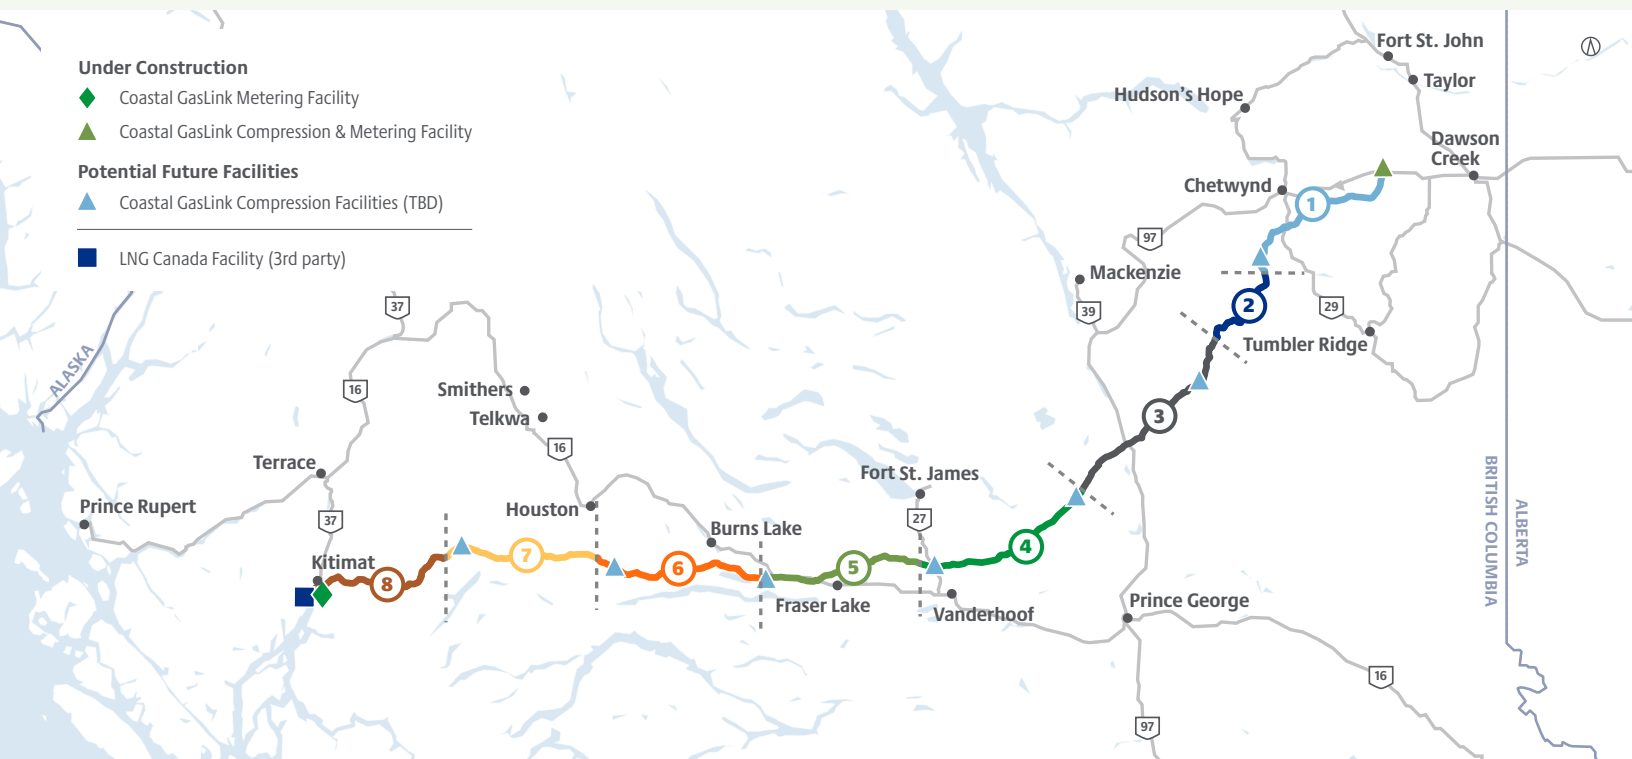 Under Construction
Coastal GasLink Metering Facility
Coastal GasLink Compression & Metering Facility
Potential Future Facilities
Coastal GasLink Compression Facilities (TBD)
LNG Canada Facility (3rd party)
Fort St. John
Taylor
Hudson's Hope
Dawson
Creek
Chetwynd
1
97
Mackenzie
39
2
29
Tumbler Ridge
37
ALASKA
16
Smithers
Telkwa
16
3
Terrace
Fort St. James
BRITISH COLUMBIA
ALBERTA
Prince Rupert
37
Houston
27
Burns Lake
4
Kitimat
8
7
6
5
Fraser Lake
Vanderhoof
Prince George
16
97